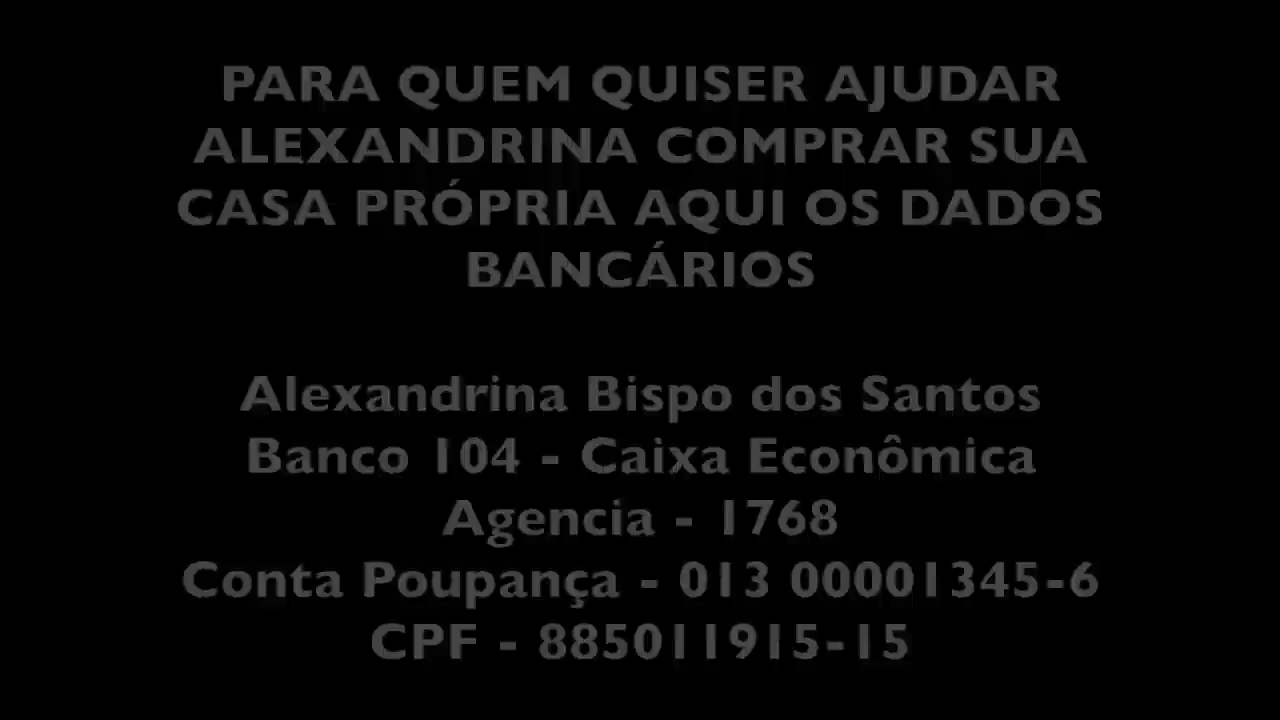 PARA QUEM QUISER AJUDAR
ALEXANDRINA COMPRAR SUA
CASA PRÓPRIA AQUI OS DADOS
BANCÁRIOS
Alexandrina Bispo dos Santos
Banco 104 - Caixa Econômica
Agencia - 1768
Conta Poupança - 013 00001345-6
CPF - 885011915-15